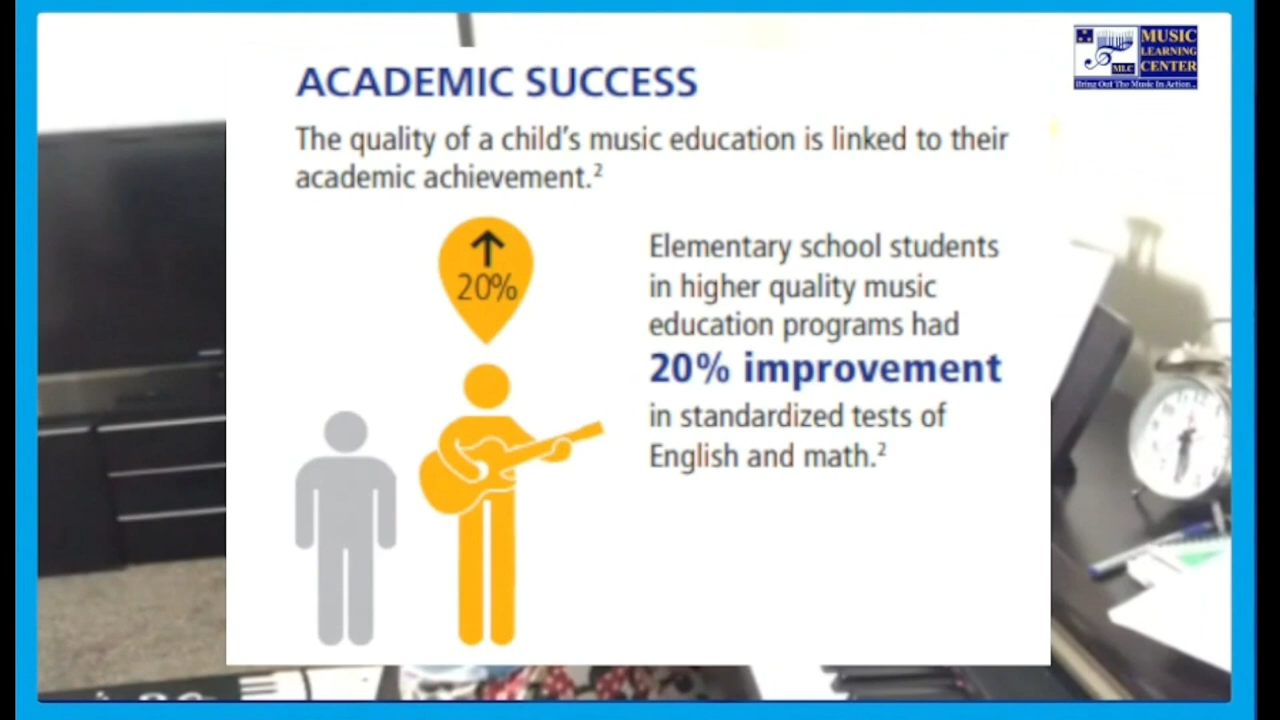 MUSIC
LEARNING
CENTER
MLC
Bring Out The Music In Action..
ACADEMIC SUCCESS
The quality of a child's music education is linked to their
academic achievement.²
20%
Elementary school students
in higher quality music
education programs had
20% improvement
in standardized tests of
English and math.²